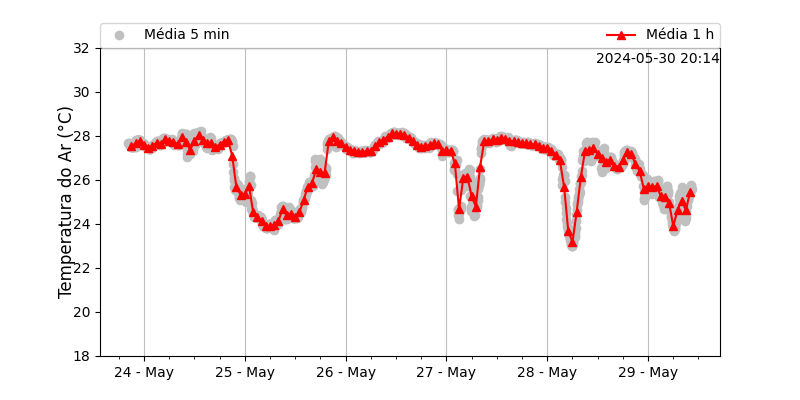 Média 5 min
Média 1 h
2024-05-30 20:14
Temperatura do Ar (°C)
32
30
28
26
24
22
20
18
24 - May
25 - May
26 - May
27 - May
28 - May
29 - May